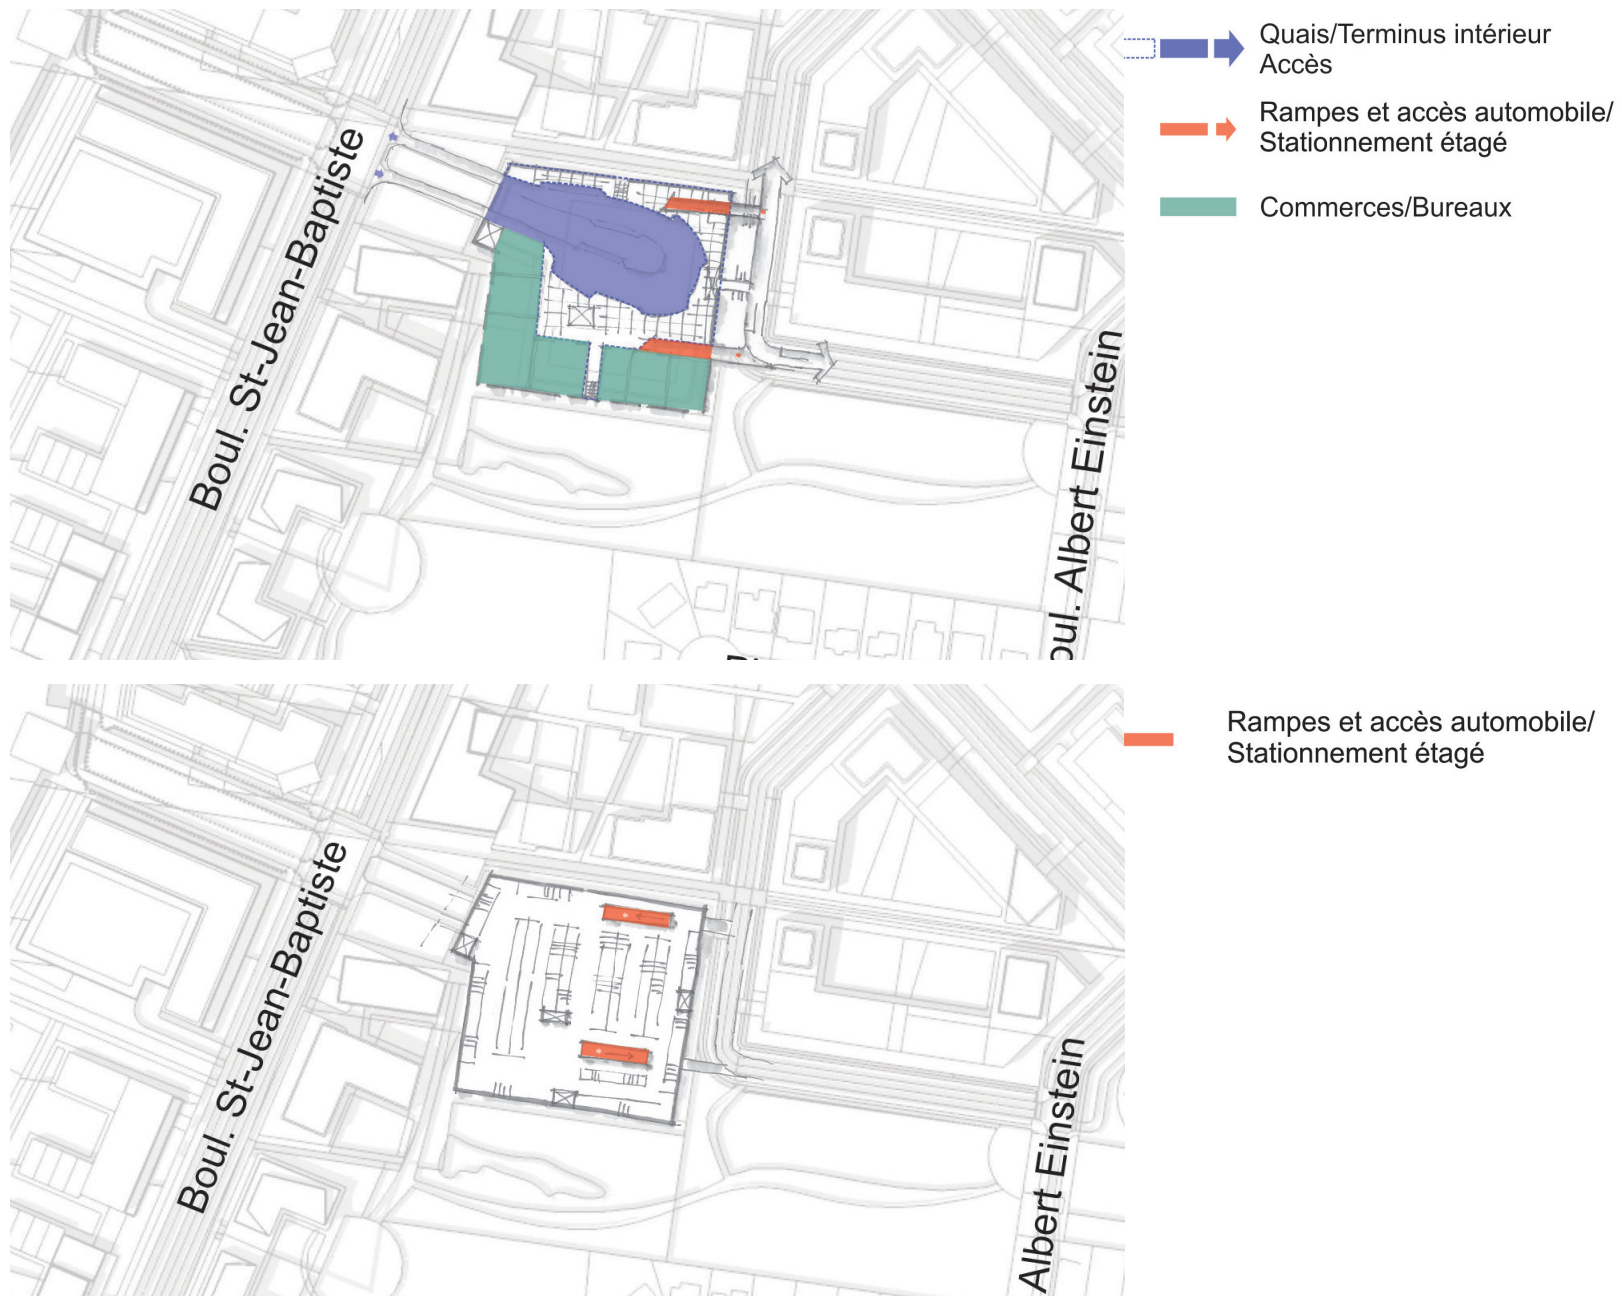 Quais/Terminus intérieur
Accès
Rampes et accès automobile/
Stationnement étagé
Commerces/Bureaux
Boul. St-Jean-Baptiste
oul. Albert Einstein
Rampes et accès automobile/
Stationnement étagé
Boul. St-Jean-Baptiste
Albert Einstein